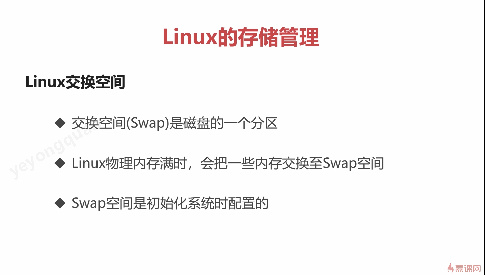 Linux的存储管理
Linux交换空间
交换空间(Swap)是磁盘的一个分区
Linux物理内存满时，会把一些内存交换至Swap空间
Swap空间是初始化系统时配置的
慕课网